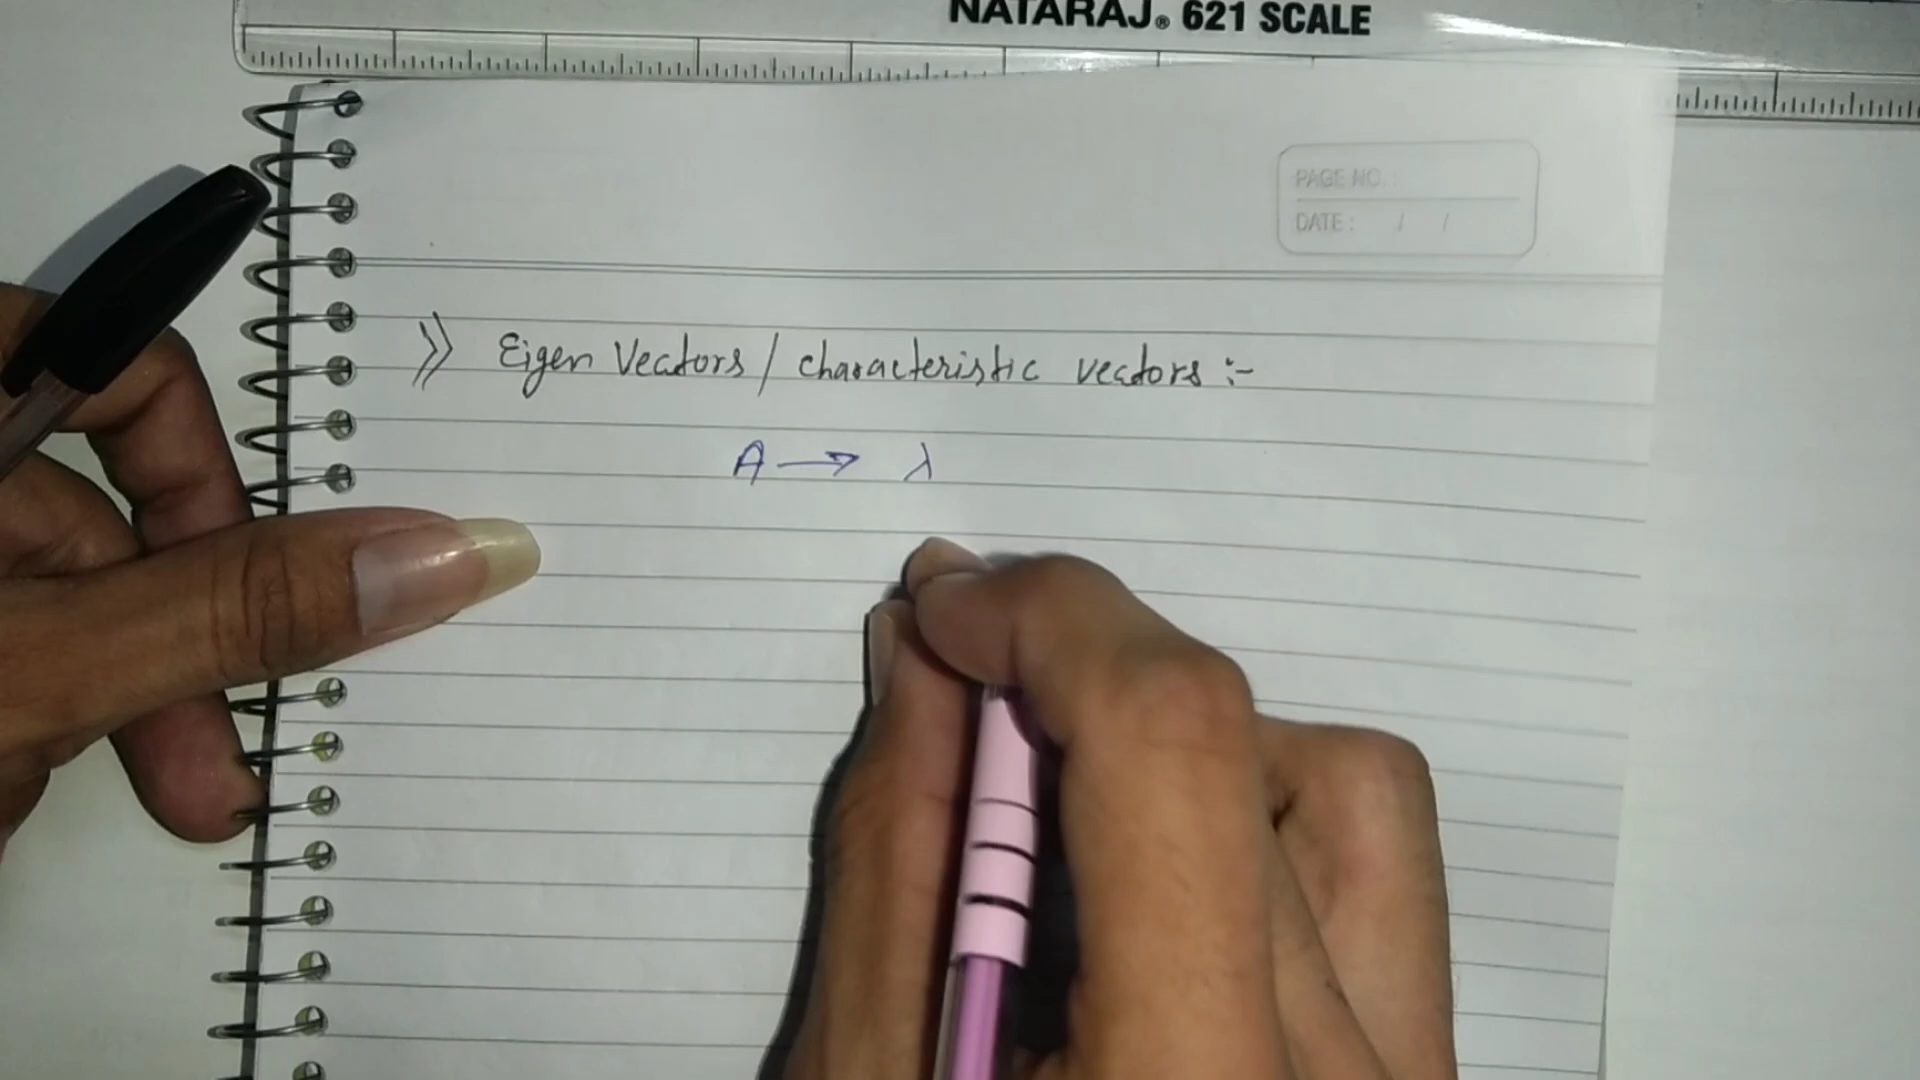 NATARAJ® 621 SCALE
PAGE NO. :
DATE : / /
>> Eigen Vectors / characteristic vectors :-
A → λ